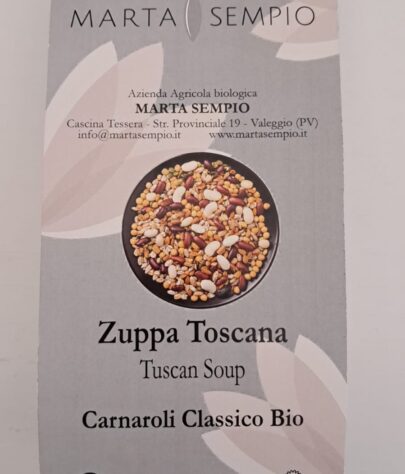 MARTA SEMPIO
Azienda Agricola biologica
MARTA SEMPIO
Cascina Tessera - Str. Provinciale 19 - Valeggio (PV)
info@martasempio.it www.martasempio.it
Zuppa Toscana
Tuscan Soup
Carnaroli Classico Bio